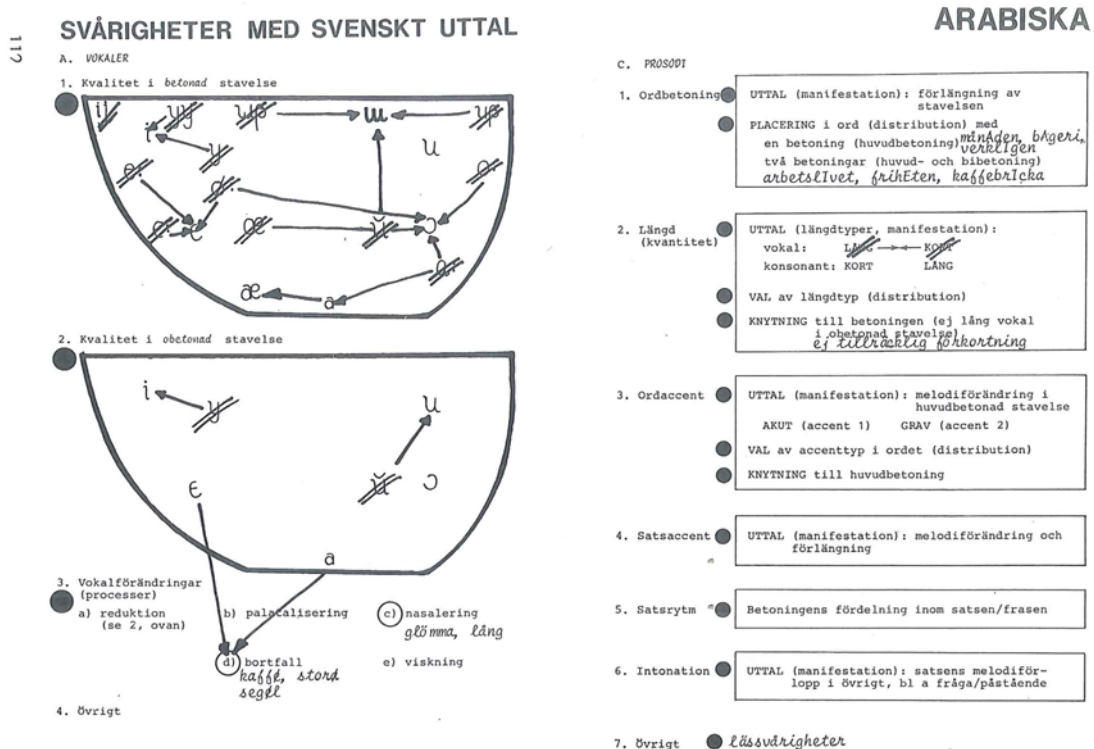 112
SVÅRIGHETER MED SVENSKT UTTAL
A. VOKALER
1. Kvalitet i betonad stavelse
i
y
u
ɛ
ŭ
ɔ
æ
a
2. Kvalitet i obetonad stavelse
i
y
u
ɛ
ŭ
ɔ
a
3. Vokalförändringar
(processer)
a) reduktion
(se 2, ovan)
b) palatalisering
c) nasalering
glömma, lång
d) bortfall
kaffe, stord
segel
e) viskning
4. Övrigt
ARABISKA
C. PROSODI
1. Ordbetoning
UTTAL (manifestation): förlängning av
stavelsen
PLACERING i ord (distribution) med
en betoning (huvudbetoning) månAden, bAgeri,
verklIgen
två betoningar (huvud- och bibetoning)
arbetslIvet, frihEten, kaffebrIcka
2. Längd
(kvantitet)
UTTAL (längdtyper, manifestation):
vokal: LÅNG KORT
konsonant: KORT LÅNG
VAL av längdtyp (distribution)
KNYTNING till betoningen (ej lång vokal
i obetonad stavelse)
ej tillräcklig förkortning
3. Ordaccent
UTTAL (manifestation): melodiförändring i
huvudbetonad stavelse
AKUT (accent 1) GRAV (accent 2)
VAL av accenttyp i ordet (distribution)
KNYTNING till huvudbetoning
4. Satsaccent
UTTAL (manifestation): melodiförändring och
förlängning
5. Satsrytm
Betoningens fördelning inom satsen/frasen
6. Intonation
UTTAL (manifestation): satsens melodiför-
lopp i övrigt, bl a fråga/påstående
7. Övrigt
lässvårigheter